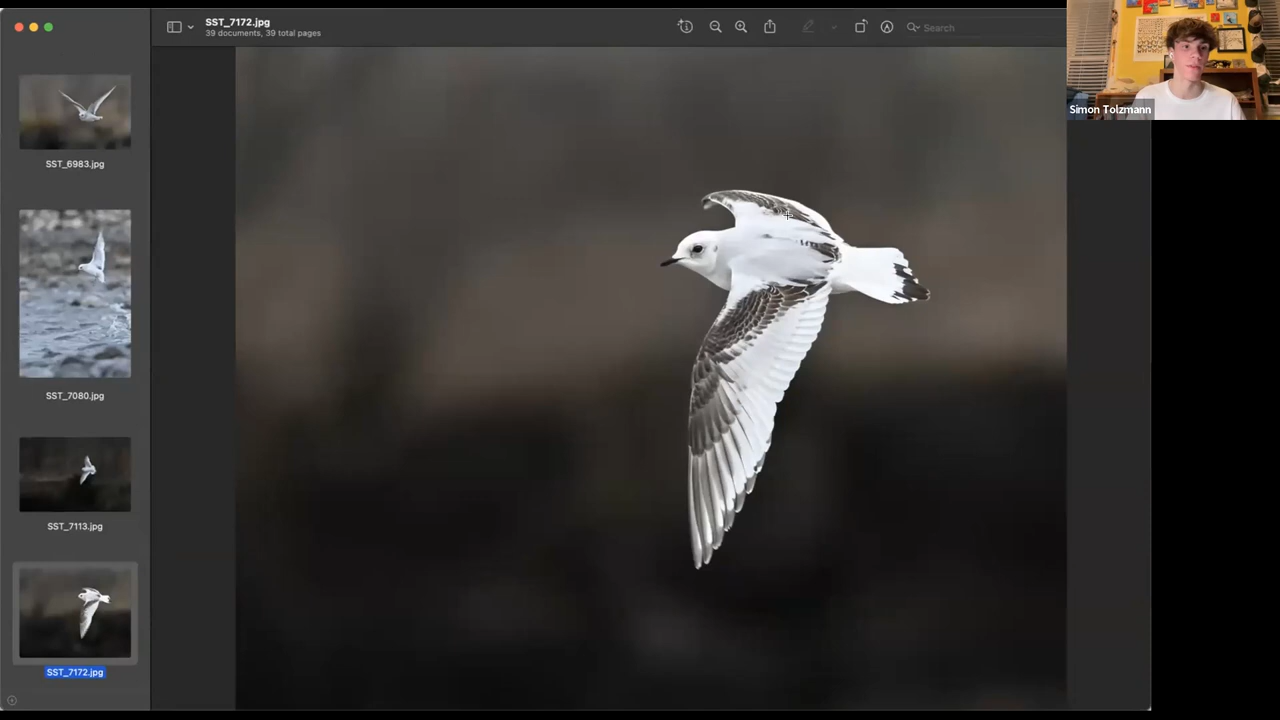 SST_7172.jpg
39 documents, 39 total pages
Search
Simon Tolzmann
SST_6983.jpg
SST_7080.jpg
SST_7113.jpg
SST_7172.jpg